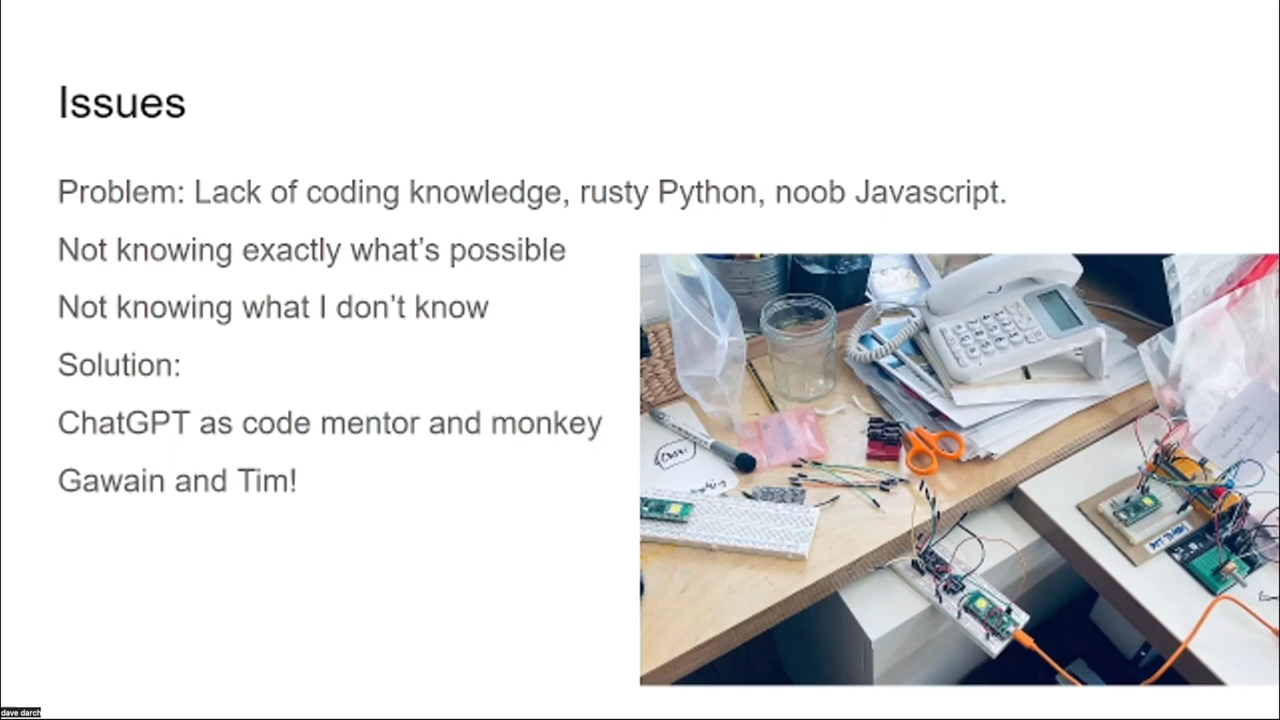 Issues
Problem: Lack of coding knowledge, rusty Python, noob Javascript.
Not knowing exactly what's possible
Not knowing what I don't know
Solution:
ChatGPT as code mentor and monkey
Gawain and Tim!
dave darch